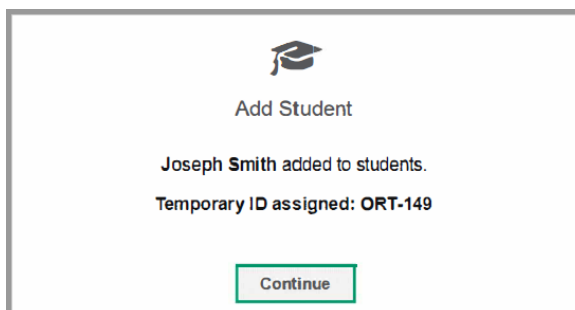 Add Student
Joseph Smith added to students.
Temporary ID assigned: ORT-149
Continue